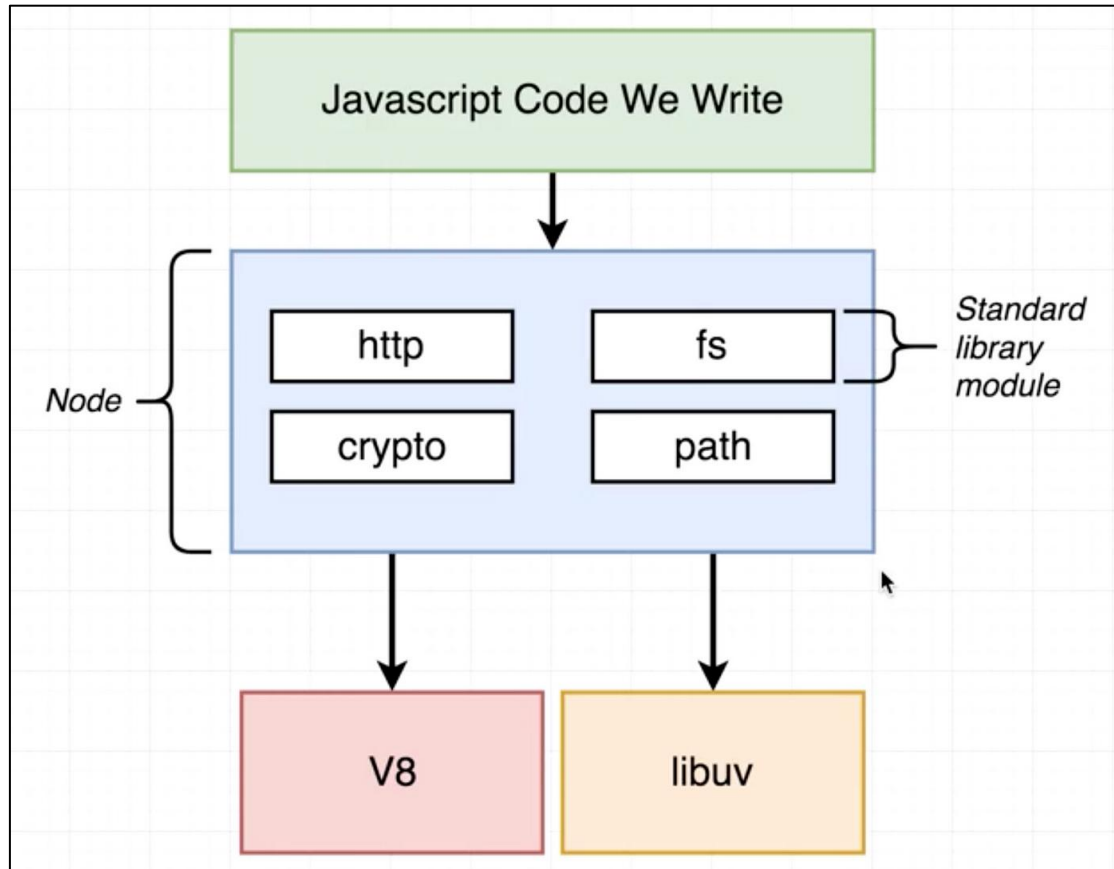 Javascript Code We Write
http
fs
Standard
library
module
Node
crypto
path
V8
libuv